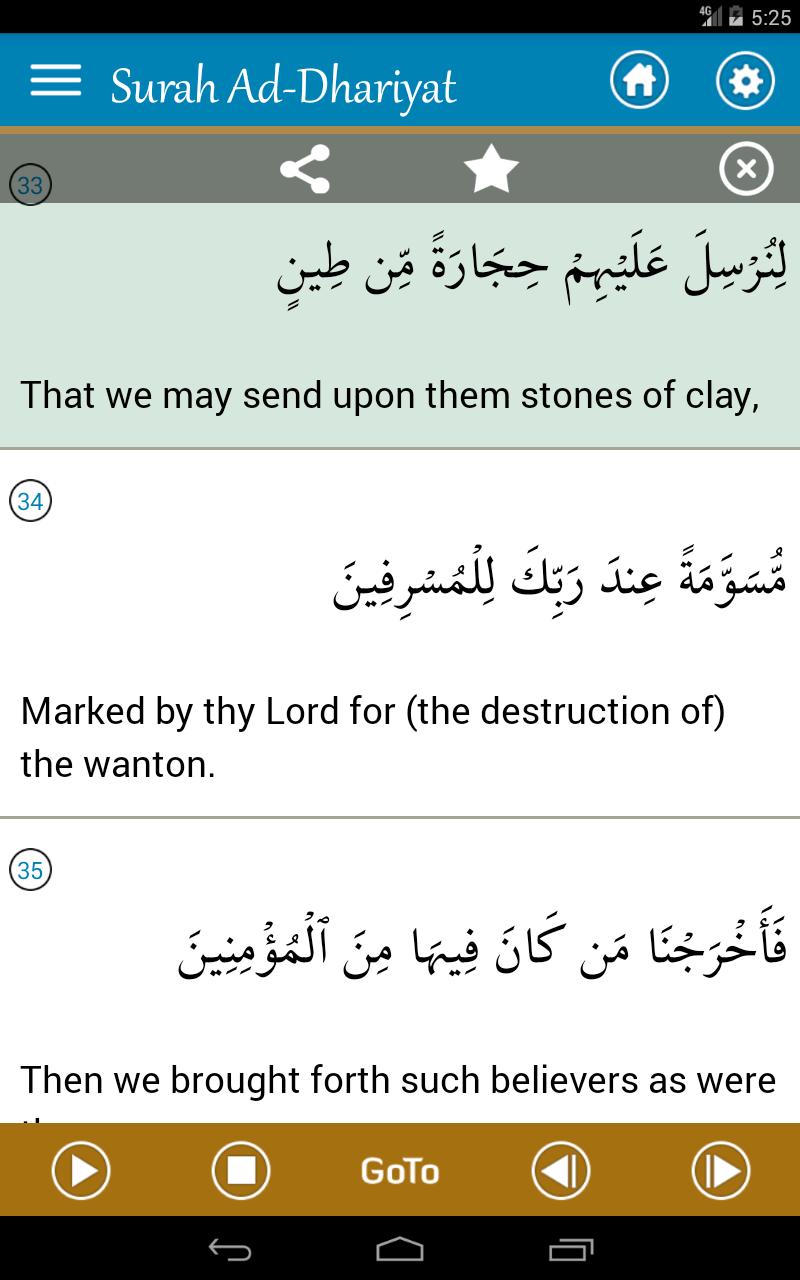 4G 5:25
Surah Ad-Dhariyat
33
لِنُرْسِلَ عَلَيْهِمْ حِجَارَةً مِّن طِينٍ
That we may send upon them stones of clay,
34
مُّسَوَّمَةً عِندَ رَبِّكَ لِلْمُسْرِفِينَ
Marked by thy Lord for (the destruction of)
the wanton.
35
فَأَخْرَجْنَا مَن كَانَ فِيهَا مِنَ ٱلْمُؤْمِنِينَ
Then we brought forth such believers as were
GoTo